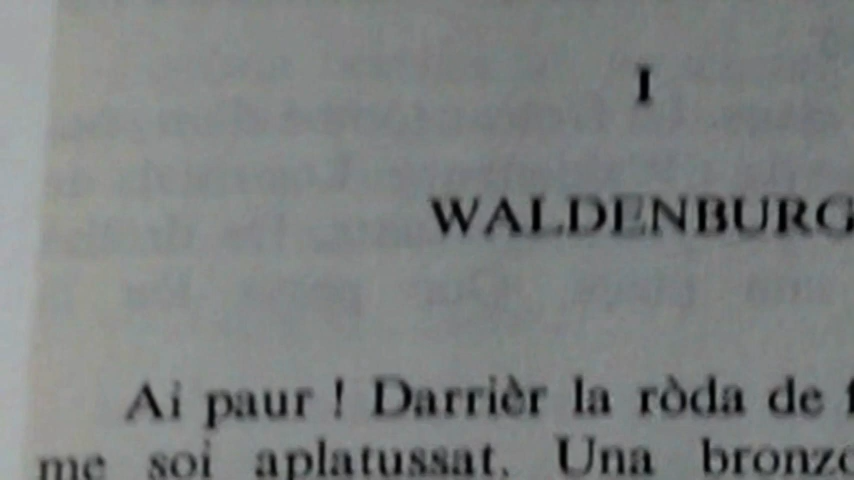 I
WALDENBURG
Ai paur ! Darrièr la ròda de
me soi aplatussat. Una